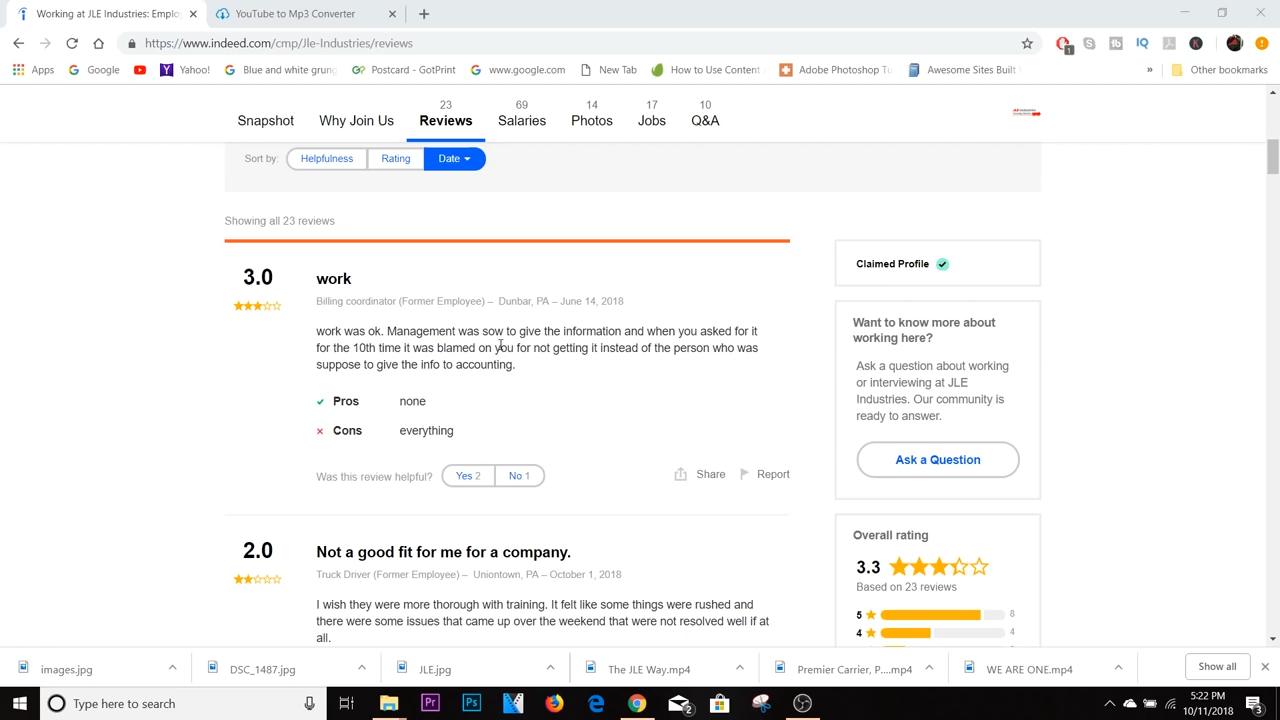 Working at JLE Industries: Emplo
YouTube to Mp3 Converter
https://www.indeed.com/cmp/Jle-Industries/reviews
Apps
Google
Yahoo!
Blue and white grung
Postcard - GotPrint
www.google.com
New Tab
How to Use Content
Adobe Photoshop Tu
Awesome Sites Built
Other bookmarks
Snapshot
Why Join Us
23
Reviews
69
Salaries
14
Photos
17
Jobs
10
Q&A
Sort by:
Helpfulness
Rating
Date
Showing all 23 reviews
3.0
work
Billing coordinator (Former Employee) – Dunbar, PA – June 14, 2018
work was ok. Management was sow to give the information and when you asked for it
for the 10th time it was blamed on you for not getting it instead of the person who was
suppose to give the info to accounting.
Pros none
Cons everything
Was this review helpful? Yes 2 No 1
Share
Report
2.0
Not a good fit for me for a company.
Truck Driver (Former Employee) – Uniontown, PA – October 1, 2018
I wish they were more thorough with training. It felt like some things were rushed and
there were some issues that came up over the weekend that were not resolved well if at
all.
Claimed Profile
Want to know more about
working here?
Ask a question about working
or interviewing at JLE
Industries. Our community is
ready to answer.
Ask a Question
Overall rating
3.3
Based on 23 reviews
5 8
4 4
images.jpg
DSC_1487.jpg
JLE.jpg
The JLE Way.mp4
Premier Carrier, P....mp4
WE ARE ONE.mp4
Show all
Type here to search
5:22 PM
10/11/2018